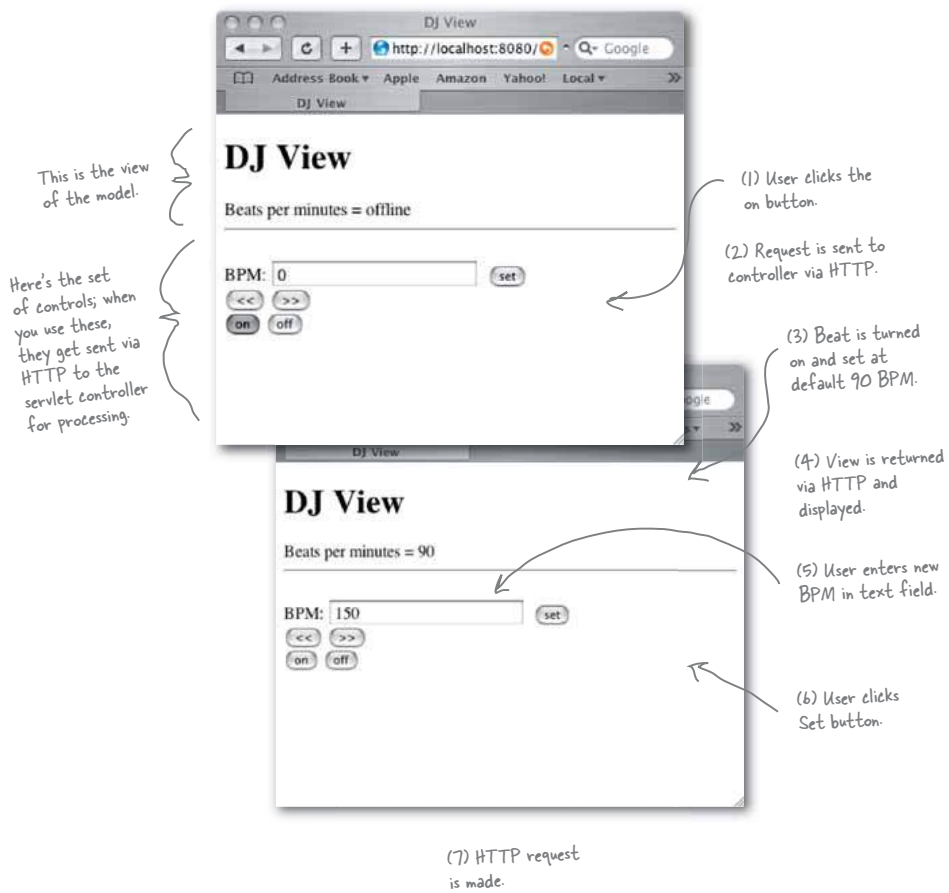 DJ View
http://localhost:8080/
Google
Address Book
Apple
Amazon
Yahoo!
Local
>>
DJ View
DJ View
Beats per minutes = offline
BPM: 0
set
<< >>
on off
This is the view
of the model.
Here's the set
of controls; when
you use these,
they get sent via
HTTP to the
servlet controller
for processing.
(1) User clicks the
on button.
(2) Request is sent to
controller via HTTP.
(3) Beat is turned
on and set at
default 90 BPM.
(4) View is returned
via HTTP and
displayed.
ogle
>>
DJ View
DJ View
Beats per minutes = 90
BPM: 150
set
<< >>
on off
(5) User enters new
BPM in text field.
(6) User clicks
Set button.
(7) HTTP request
is made.